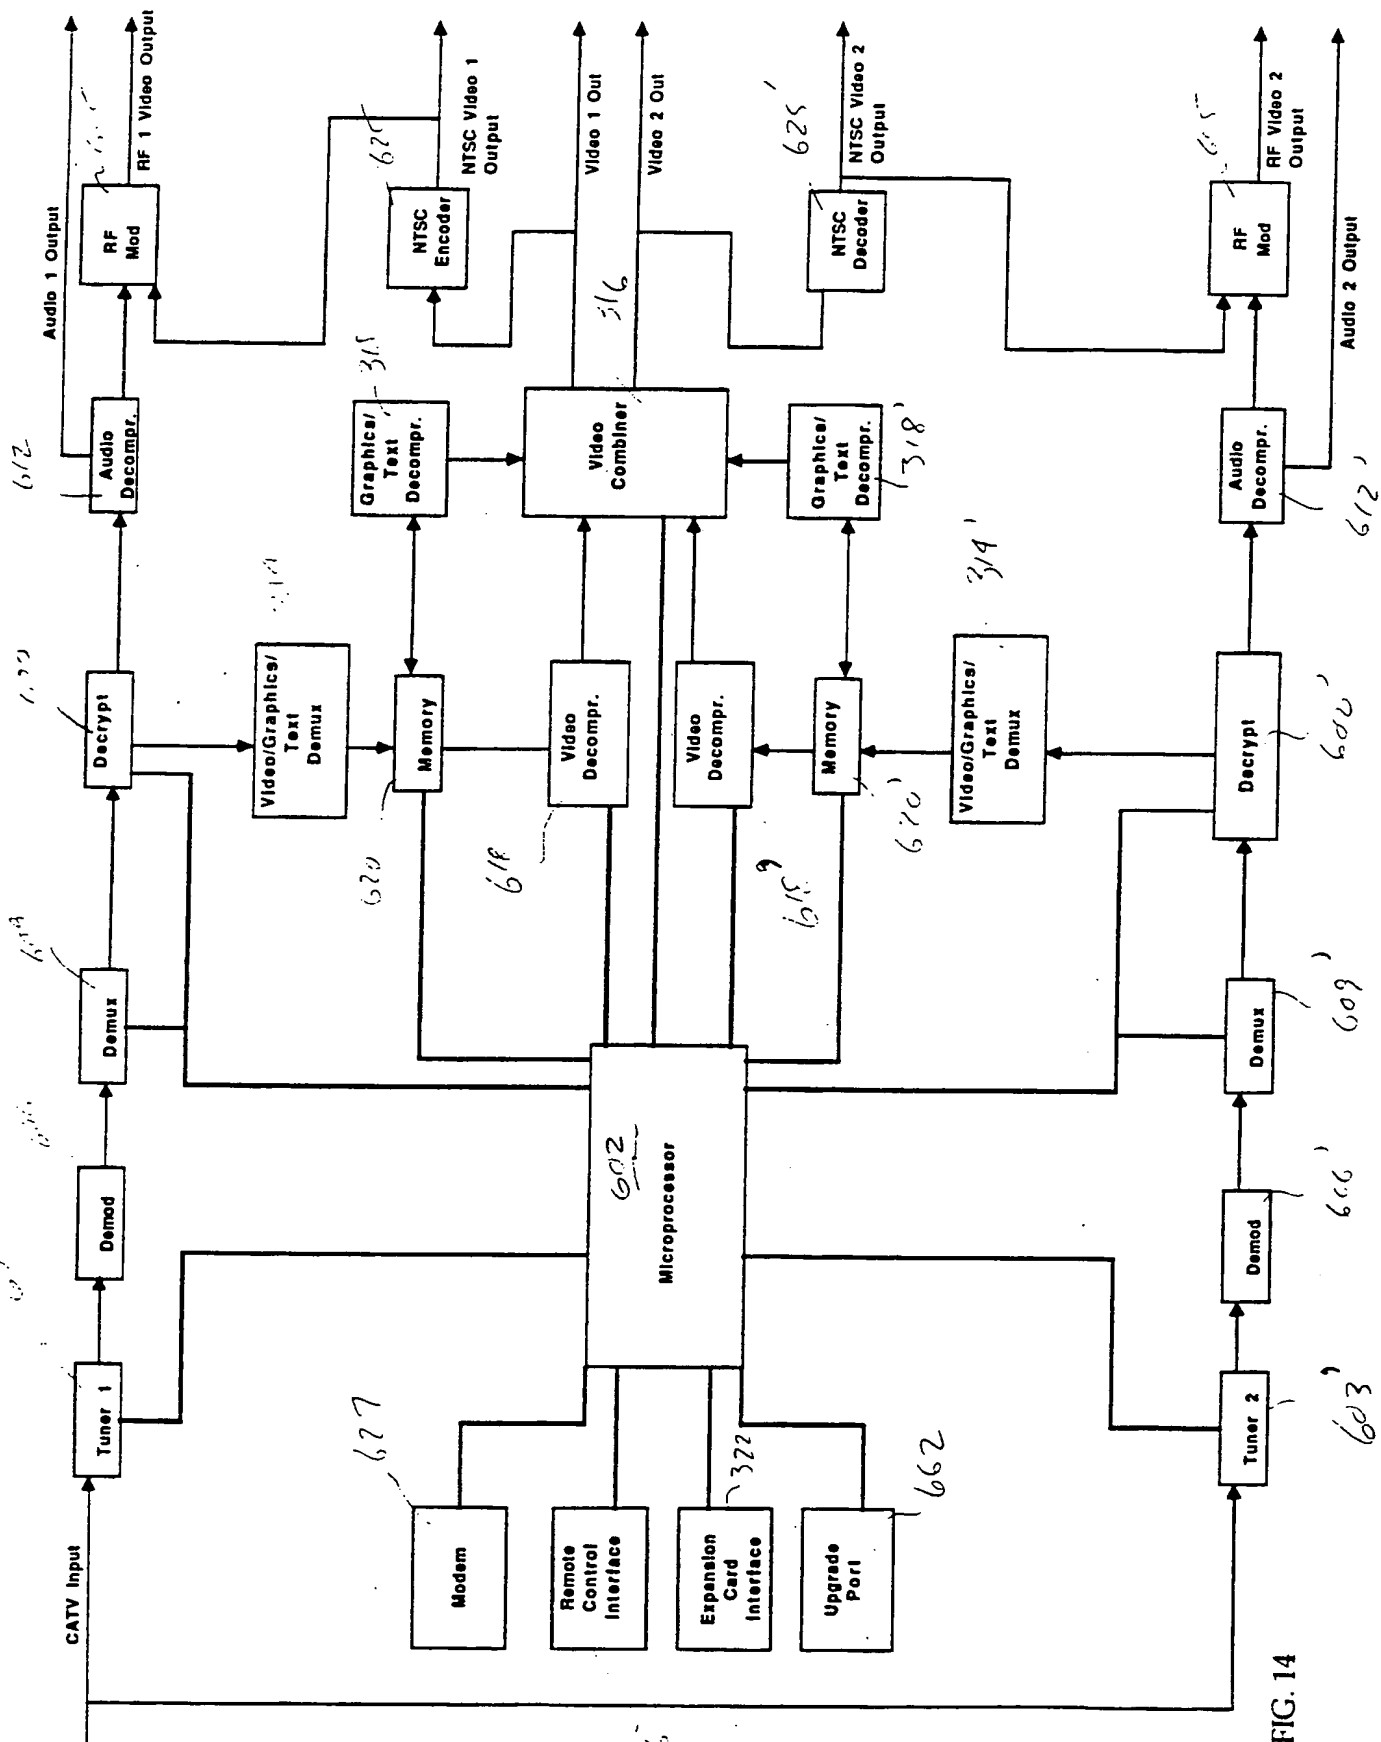 CATV Input
Tuner 1
Demod
Demux
Decrypt
Audio
Decompr.
612
RF
Mod
Audio 1 Output
RF 1 Video Output
Video/Graphics/
Text
Demux
Modem
627
Memory
620
Graphics/
Text
Decompr.
NTSC
Encoder
NTSC Video 1
Output
Remote
Control
Interface
Microprocessor
602
Video
Decompr.
618
Video
Combiner
316
Video 1 Out
Video 2 Out
Expansion
Card
Interface
322
Video
Decompr.
Upgrade
Port
662
Memory
620'
Graphics/
Text
Decompr.
318'
NTSC
Decoder
625'
NTSC Video 2
Output
Video/Graphics/
Text
Demux
314'
Tuner 2
603'
Demod
606'
Demux
609'
Decrypt
600'
Audio
Decompr.
612'
RF
Mod
RF Video 2
Output
Audio 2 Output
FIG. 14